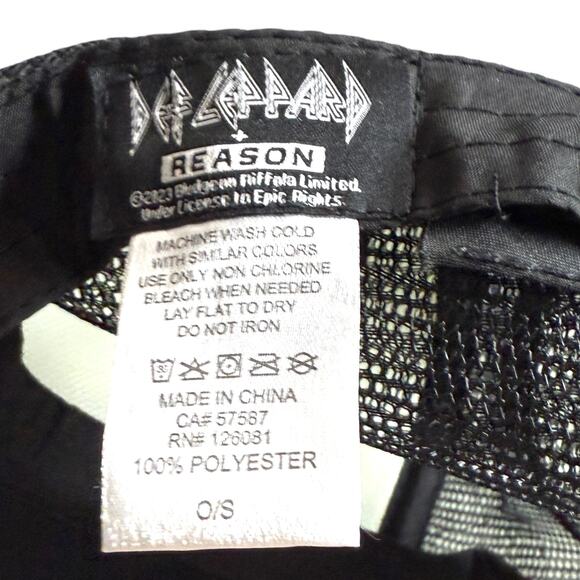 DEF LEPPARD
+
REASON
©2023 Bludgeon Riffola Limited.
Under License to Epic Rights.
MACHINE WASH COLD
WITH SIMILAR COLORS
USE ONLY NON CHLORINE
BLEACH WHEN NEEDED
LAY FLAT TO DRY
DO NOT IRON
MADE IN CHINA
CA# 57587
RN# 126081
100% POLYESTER
O/S